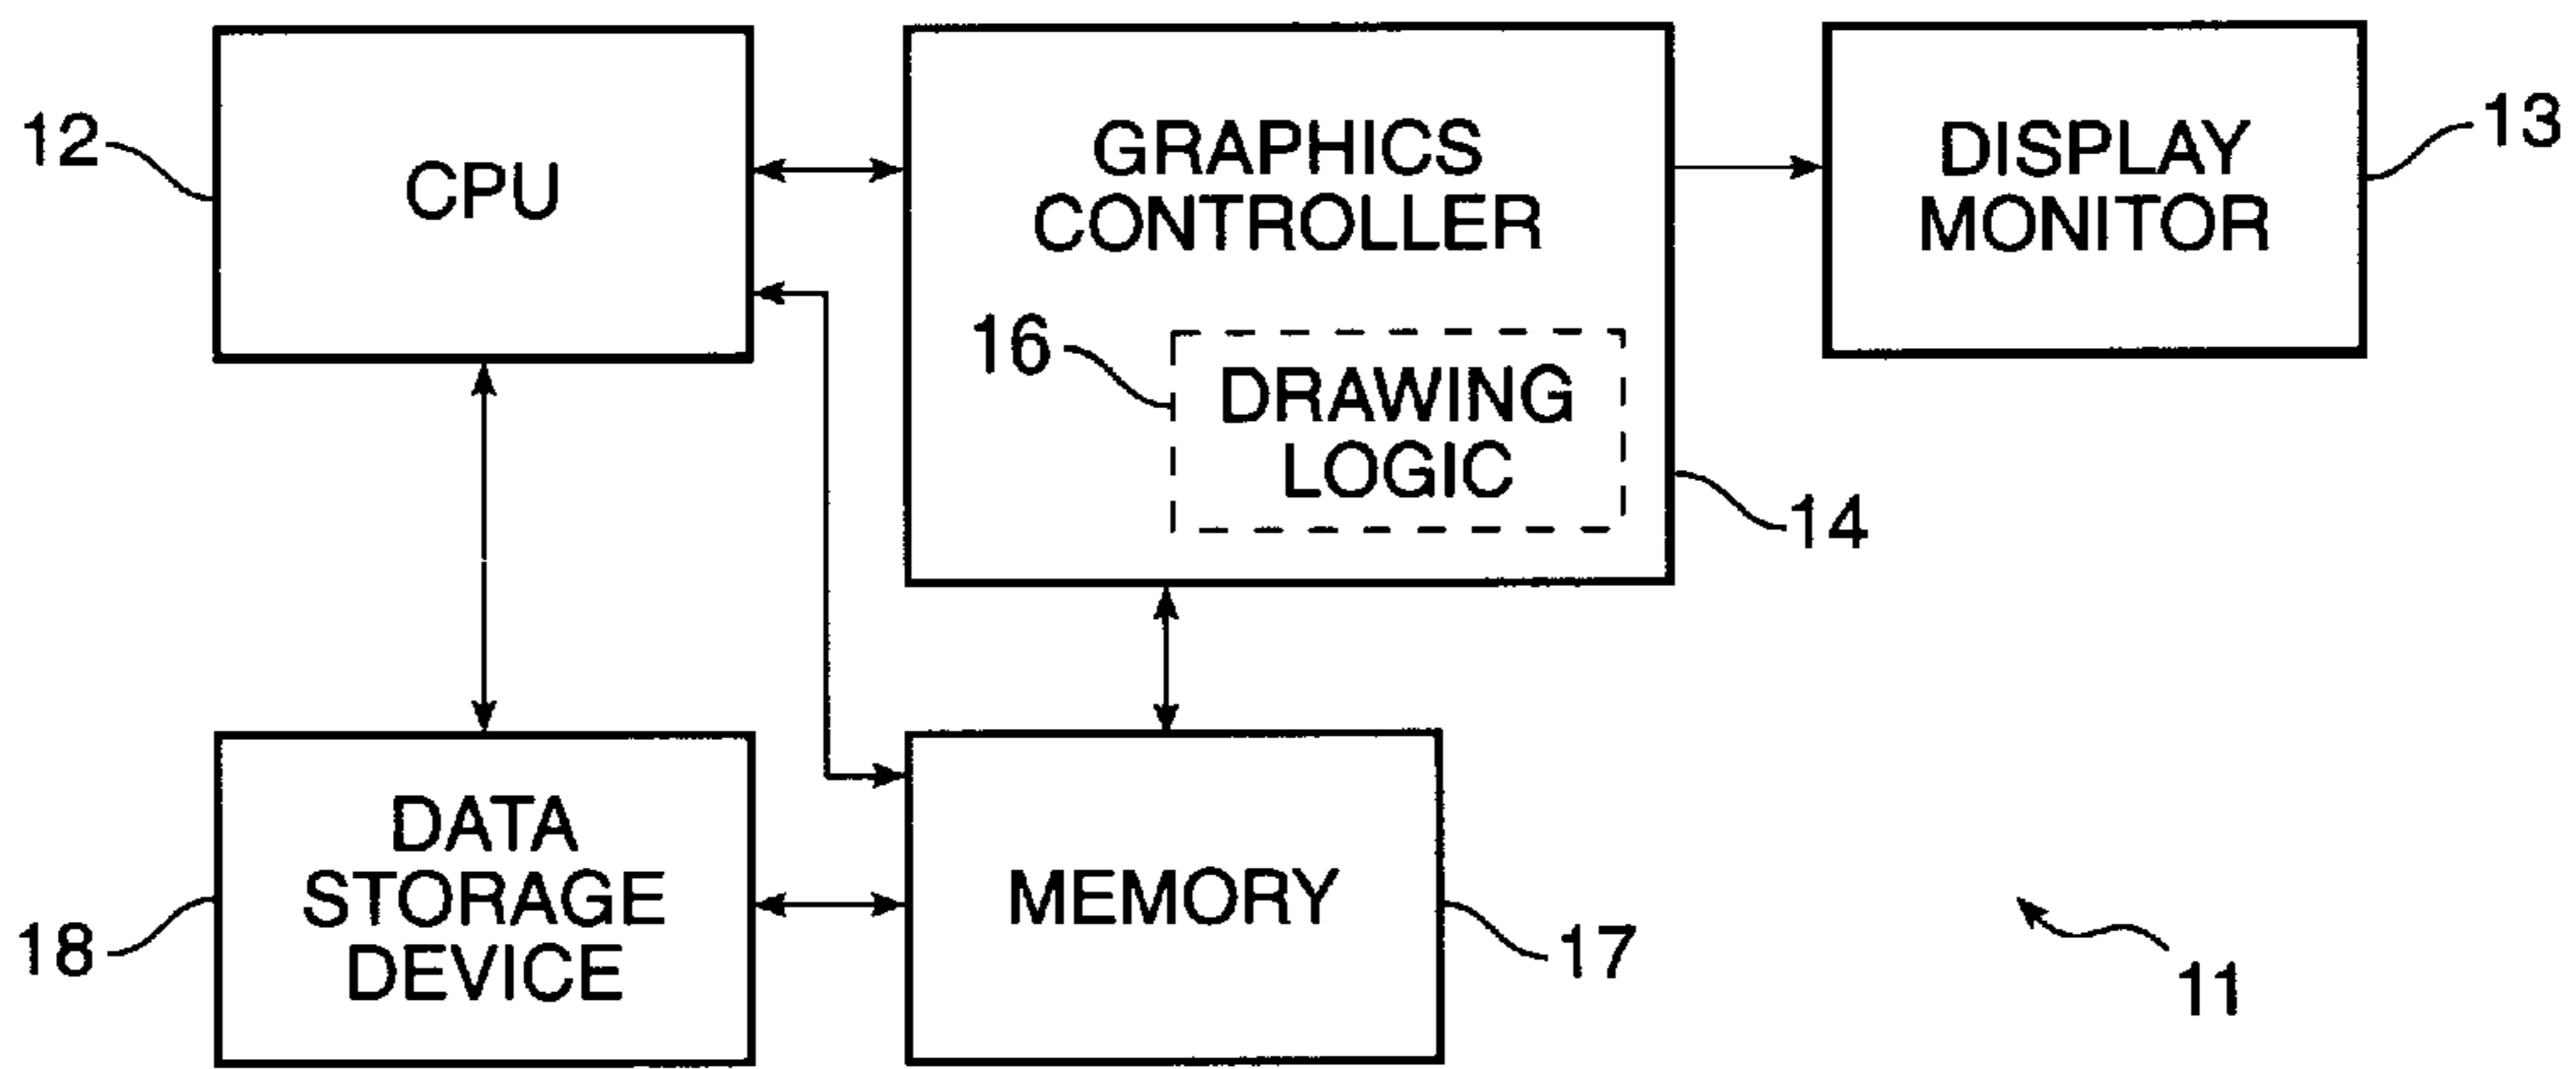 12
CPU
GRAPHICS
CONTROLLER
16
DRAWING
LOGIC
14
DISPLAY
MONITOR
13
DATA
STORAGE
DEVICE
18
MEMORY
17
11